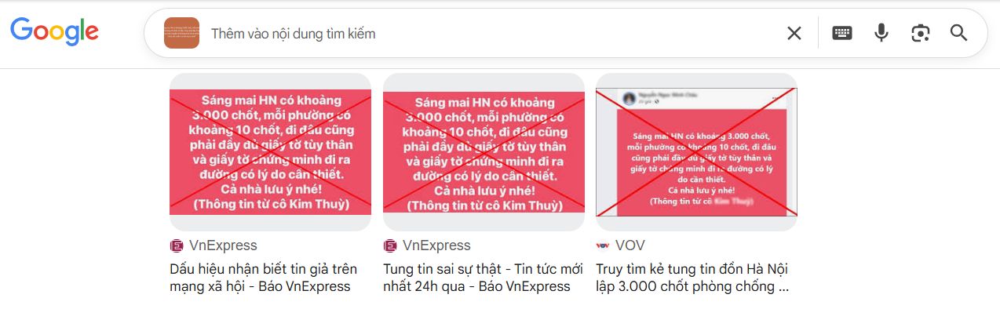 Google
Thêm vào nội dung tìm kiếm
Sáng mai HN có khoảng
3.000 chốt, mỗi phường có
khoảng 10 chốt, đi đâu cũng
phải đầy đủ giấy tờ tùy thân
và giấy tờ chứng minh đi ra
đường có lý do cần thiết.
Cả nhà lưu ý nhé!
(Thông tin từ cô Kim Thuỳ)
VnExpress
Dấu hiệu nhận biết tin giả trên
mạng xã hội - Báo VnExpress
Sáng mai HN có khoảng
3.000 chốt, mỗi phường có
khoảng 10 chốt, đi đâu cũng
phải đầy đủ giấy tờ tùy thân
và giấy tờ chứng minh đi ra
đường có lý do cần thiết.
Cả nhà lưu ý nhé!
(Thông tin từ cô Kim Thuỳ)
VnExpress
Tung tin sai sự thật - Tin tức mới
nhất 24h qua - Báo VnExpress
Sáng mai HN có khoảng 3.000 chốt,
mỗi phường có khoảng 10 chốt, đi đâu
cũng phải đầy đủ giấy tờ tùy thân và
giấy tờ chứng minh đi ra đường có lý
do cần thiết.
Cả nhà lưu ý nhé!
(Thông tin từ cô
VOV
Truy tìm kẻ tung tin đồn Hà Nội
lập 3.000 chốt phòng chống ...